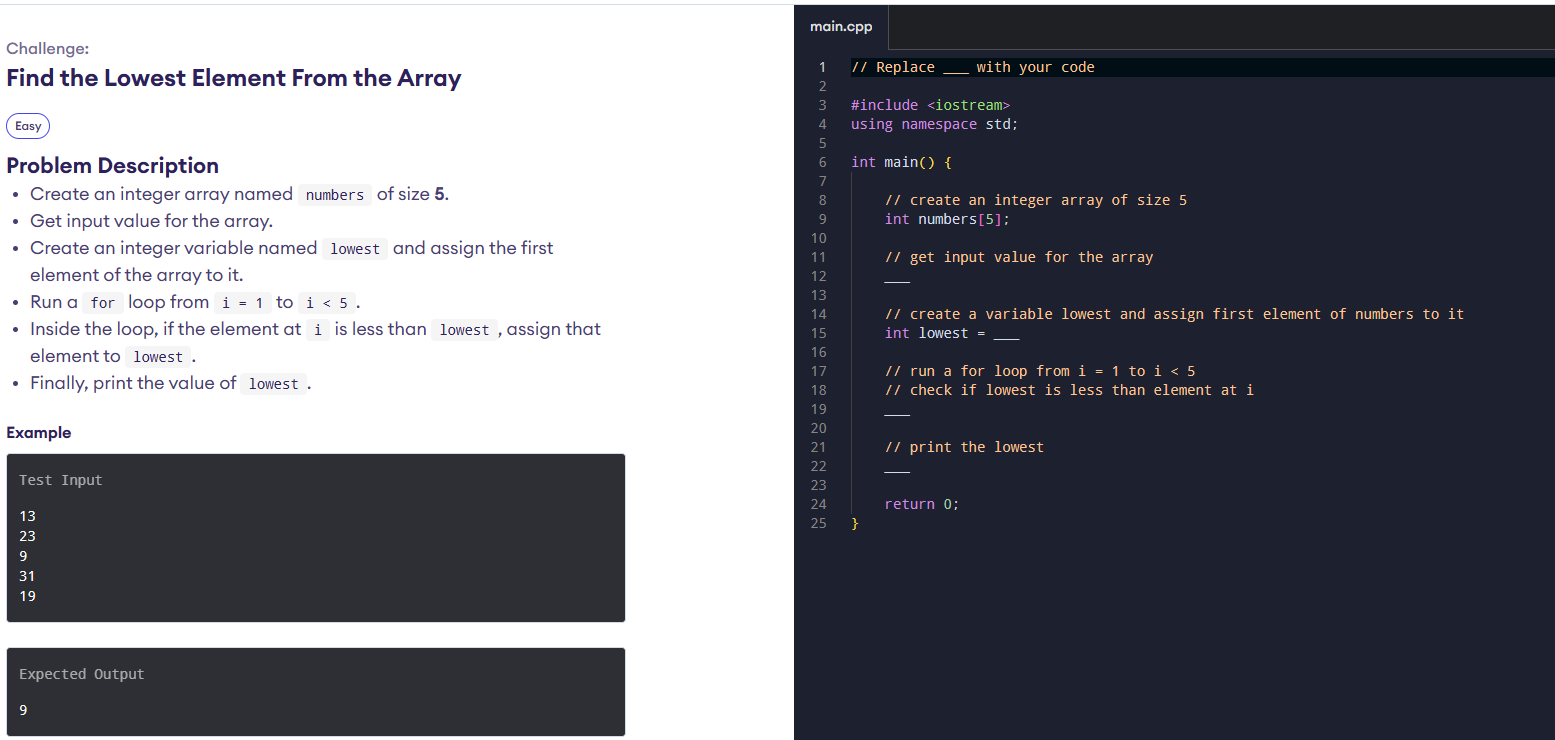 Challenge:
Find the Lowest Element From the Array
Easy
Problem Description
• Create an integer array named numbers of size 5.
• Get input value for the array.
• Create an integer variable named lowest and assign the first
element of the array to it.
• Run a for loop from i = 1 to i < 5 .
• Inside the loop, if the element at i is less than lowest , assign that
element to lowest .
• Finally, print the value of lowest .
Example
Test Input
13
23
9
31
19
Expected Output
9
main.cpp
1 // Replace ___ with your code
2
3 #include <iostream>
4 using namespace std;
5
6 int main() {
7
8 // create an integer array of size 5
9 int numbers[5];
10
11 // get input value for the array
12 ___
13
14 // create a variable lowest and assign first element of numbers to it
15 int lowest = ___
16
17 // run a for loop from i = 1 to i < 5
18 // check if lowest is less than element at i
19 ___
20
21 // print the lowest
22 ___
23
24 return 0;
25 }